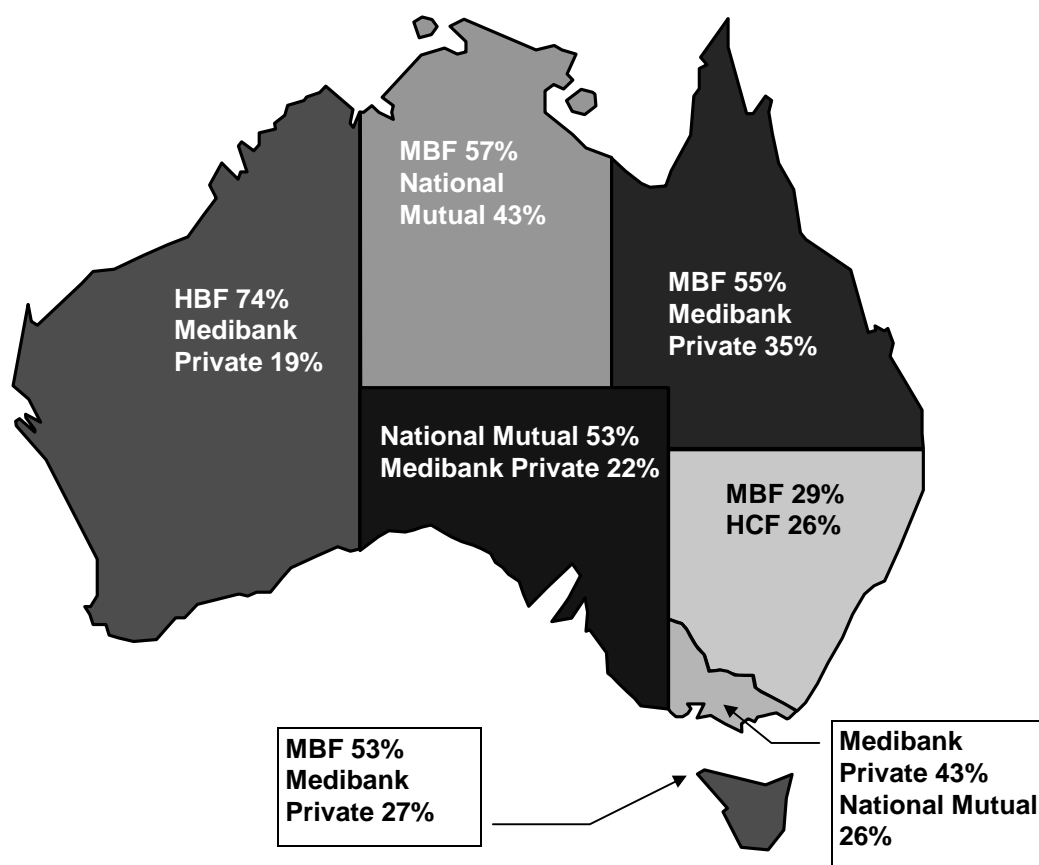 MBF 57%
National
Mutual 43%
MBF 55%
Medibank
Private 35%
HBF 74%
Medibank
Private 19%
National Mutual 53%
Medibank Private 22%
MBF 29%
HCF 26%
MBF 53%
Medibank
Private 27%
Medibank
Private 43%
National Mutual
26%